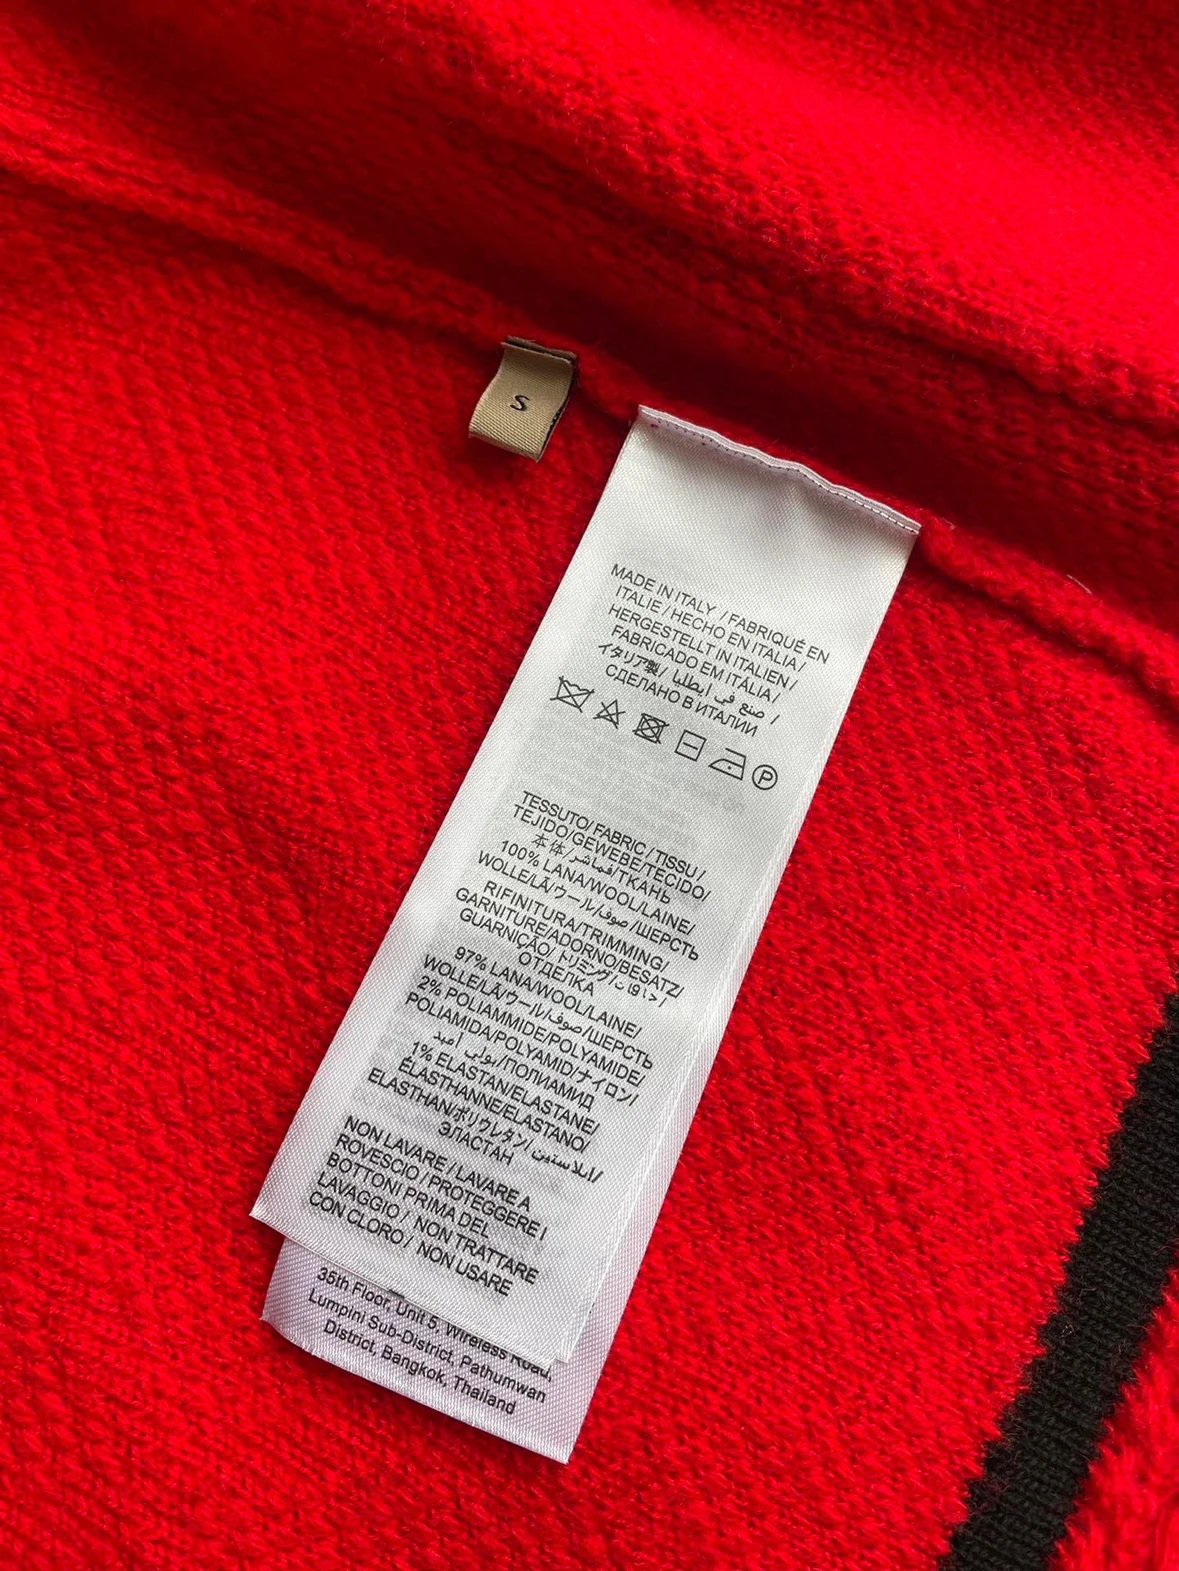 S
MADE IN ITALY / FABRIQUÉ EN
ITALIE / HECHO EN ITALIA /
HERGESTELLT IN ITALIEN /
FABRICADO EM ITÁLIA /
イタリア製 / صنع في ايطليا /
СДЕЛАНО В ИТАЛИИ
P
TESSUTO/ FABRIC / TISSU /
TEJIDO/GEWEBE/TECIDO/
本体/قماشر/ТКАНЬ
100% LANA/WOOL/LAINE/
WOLLE/LÃ/ウール/صوف/ШЕРСТЬ
RIFINITURA/TRIMMING/
GARNITURE/ADORNO/BESATZ/
GUARNIÇÃO/ トリミング/
ОТДЕЛКА
97% LANA/WOOL/LAINE/
WOLLE/LÃ/ウール/صوف/ШЕРСТЬ
2% POLIAMMIDE/POLYAMIDE/
POLIAMIDA/POLYAMID/ナイロン/
بولي اميد/ПОЛИАМИД
1% ELASTAN/ELASTANE/
ÉLASTHANNE/ELASTANO/
ELASTHAN/ポリウレタン/
ЭЛАСТАН
NON LAVARE / LAVARE A
ROVESCIO / PROTEGGERE I
BOTTONI PRIMA DEL
LAVAGGIO / NON TRATTARE
CON CLORO / NON USARE
35th Floor, Unit 5, Wireless Road,
Lumpini Sub-District, Pathumwan
District, Bangkok, Thailand